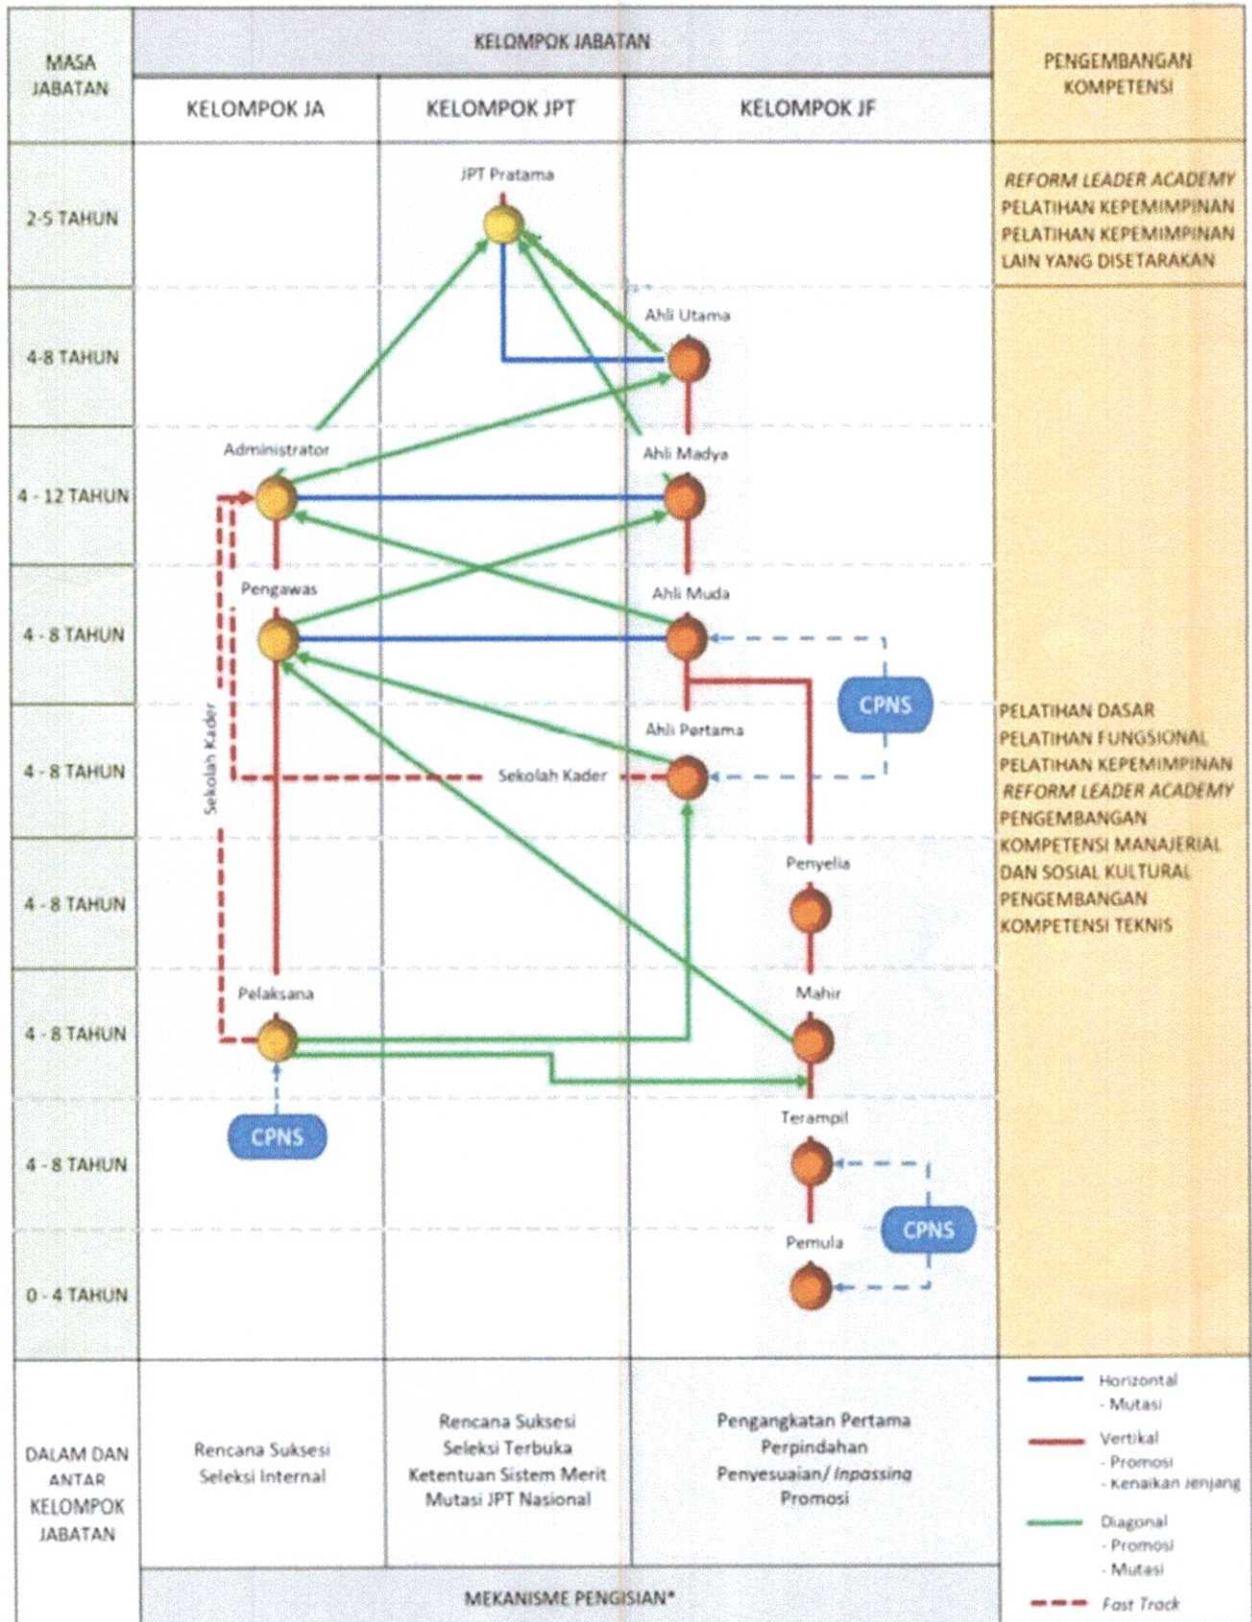 MASA
JABATAN
KELOMPOK JABATAN
PENGEMBANGAN
KOMPETENSI
KELOMPOK JA
KELOMPOK JPT
KELOMPOK JF
2-5 TAHUN
JPT Pratama
REFORM LEADER ACADEMY
PELATIHAN KEPEMIMPINAN
PELATIHAN KEPEMIMPINAN
LAIN YANG DISETARAKAN
4-8 TAHUN
Ahli Utama
4 - 12 TAHUN
Administrator
Ahli Madya
4 - 8 TAHUN
Pengawas
Ahli Muda
CPNS
4 - 8 TAHUN
Ahli Pertama
Sekolah Kader
Sekolah Kader
PELATIHAN DASAR
PELATIHAN FUNGSIONAL
PELATIHAN KEPEMIMPINAN
REFORM LEADER ACADEMY
PENGEMBANGAN
KOMPETENSI MANAJERIAL
DAN SOSIAL KULTURAL
PENGEMBANGAN
KOMPETENSI TEKNIS
4 - 8 TAHUN
Penyelia
4 - 8 TAHUN
Pelaksana
Mahir
CPNS
4 - 8 TAHUN
Terampil
CPNS
0 - 4 TAHUN
Pemula
DALAM DAN
ANTAR
KELOMPOK
JABATAN
Rencana Suksesi
Seleksi Internal
Rencana Suksesi
Seleksi Terbuka
Ketentuan Sistem Merit
Mutasi JPT Nasional
Pengangkatan Pertama
Perpindahan
Penyesuaian/ Inpassing
Promosi
MEKANISME PENGISIAN*
Horizontal
- Mutasi
Vertikal
- Promosi
- Kenaikan Jenjang
Diagonal
- Promosi
- Mutasi
Fast Track